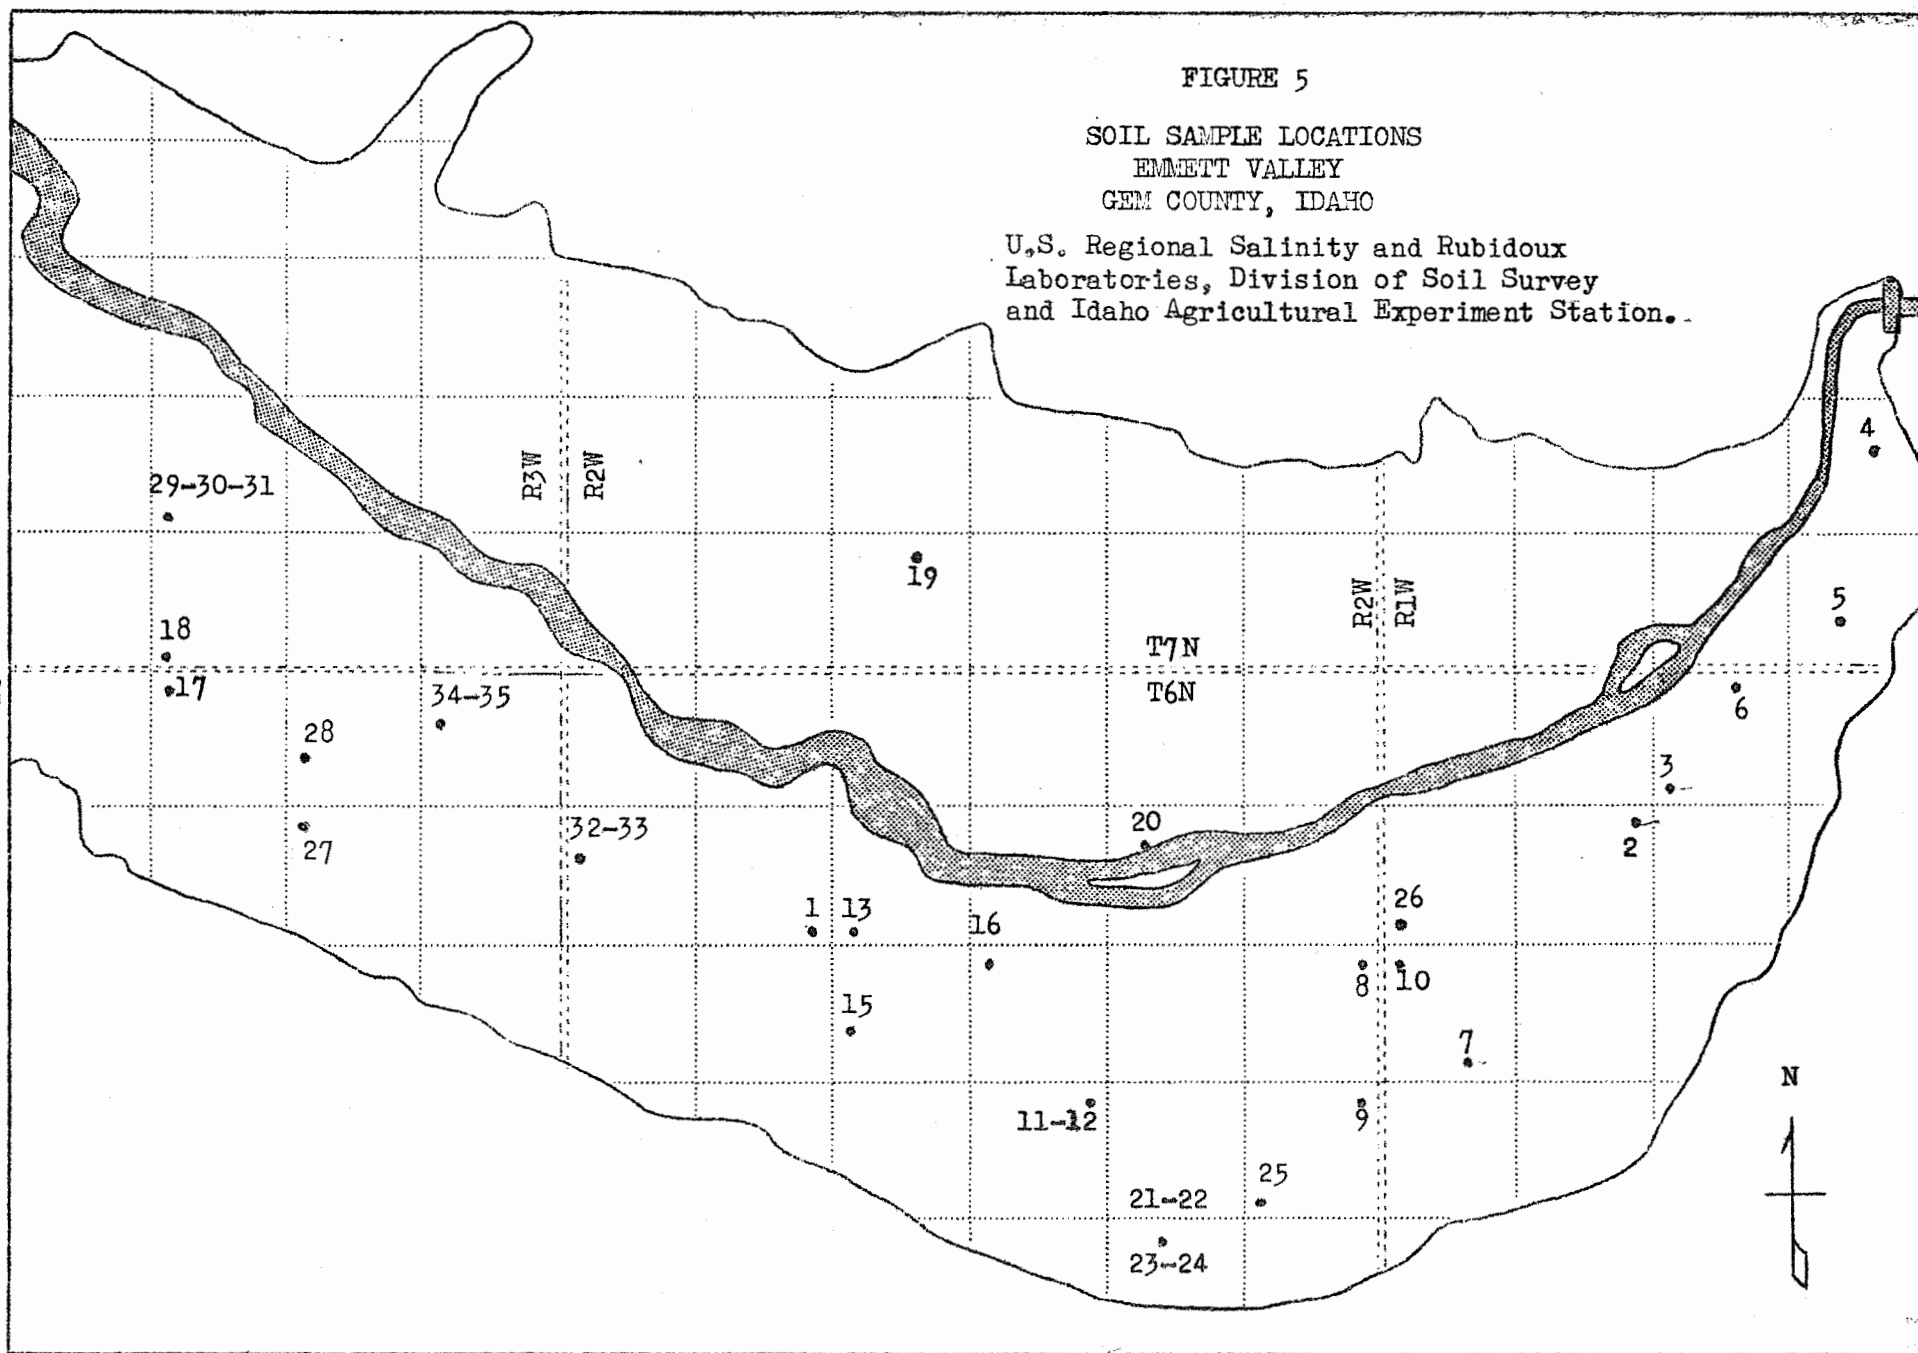 FIGURE 5
SOIL SAMPLE LOCATIONS
EMMETT VALLEY
GEM COUNTY, IDAHO
U.S. Regional Salinity and Rubidoux
Laboratories, Division of Soil Survey
and Idaho Agricultural Experiment Station.
4
R3W
R2W
29-30-31
19
R2W
R1W
5
18
T7N
17
34-35
T6N
6
28
3
32-33
20
2
27
1
13
16
26
8
10
15
7
N
11-12
9
25
21-22
23-24